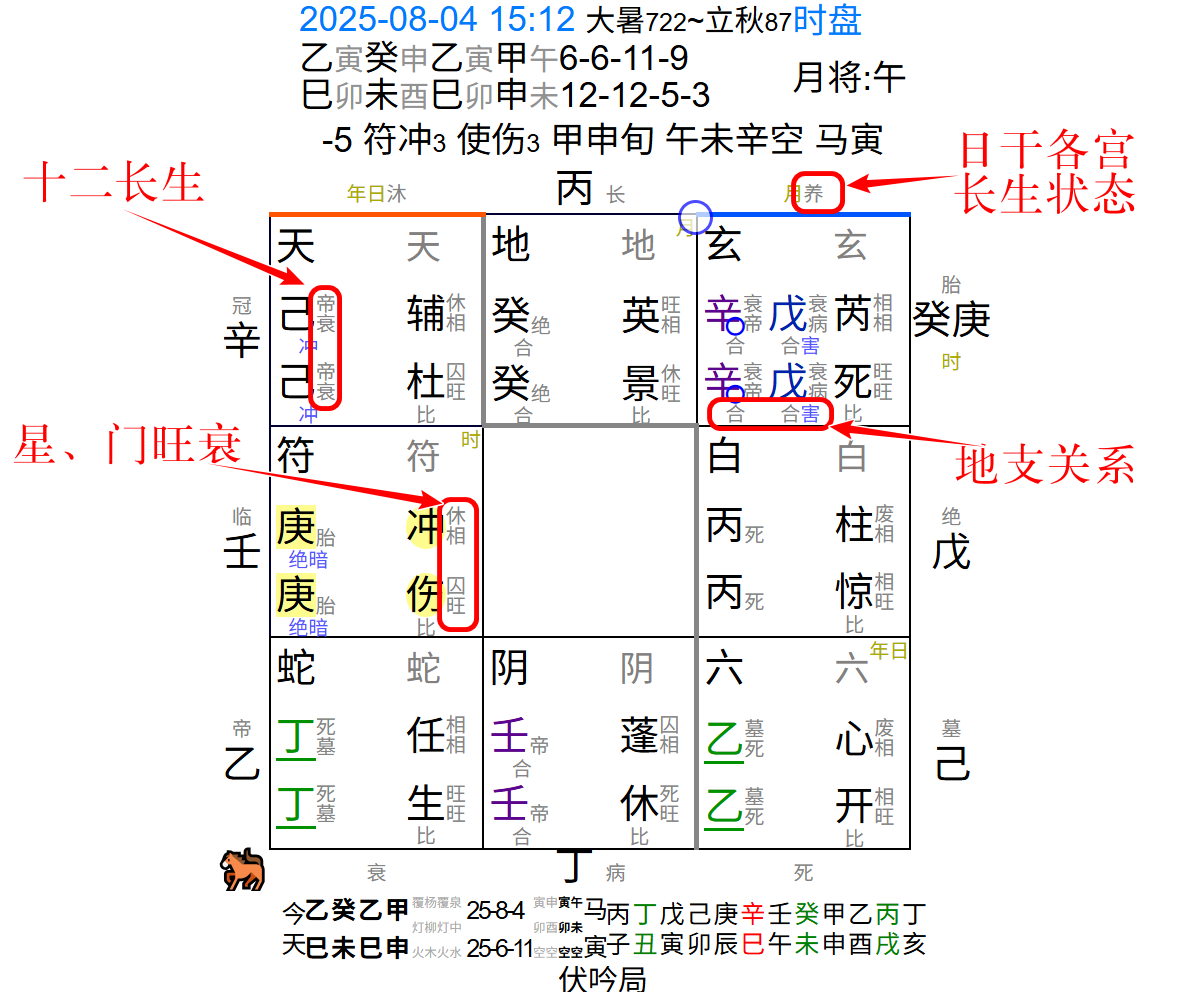 2025-08-04 15:12 大暑722~立秋87时盘
乙寅癸申乙寅甲午6-6-11-9
巳卯未酉巳卯申未12-12-5-3
月将:午
-5 符冲3 使伤3 甲申旬 午未辛空 马寅
十二长生
日干各宫
长生状态
年日沐
丙 长
月养
天 天
地 地 月
玄 玄
冠
辛
己帝衰 辅休相
冲
己帝衰 杜囚旺
冲 比
癸绝 英旺相
合
癸绝 景休旺
合 比
辛衰帝 戊衰病 芮相相
合 合害
辛衰帝 戊衰病 死旺旺
合 合害 比
胎
癸庚
时
星、门旺衰
地支关系
符 符 时
白 白
临
壬
庚胎 冲休相
绝暗
庚胎 伤囚旺
绝暗 比
丙死 柱废相
丙死 惊相旺
比
绝
戊
蛇 蛇
阴 阴
六 六 年日
帝
乙
丁死墓 任相相
丁死墓 生旺旺
比
壬帝 蓬囚相
合
壬帝 休死旺
合 比
乙墓死 心废相
乙墓死 开相旺
比
墓
己
衰
丁 病
死
今乙癸乙甲 覆杨覆泉 25-8-4 寅申寅午 马丙丁戊己庚辛壬癸甲乙丙丁
灯柳灯中 卯酉卯未
天巳未巳申 火木火水 25-6-11 空空空空 寅子丑寅卯辰巳午未申酉戌亥
伏吟局